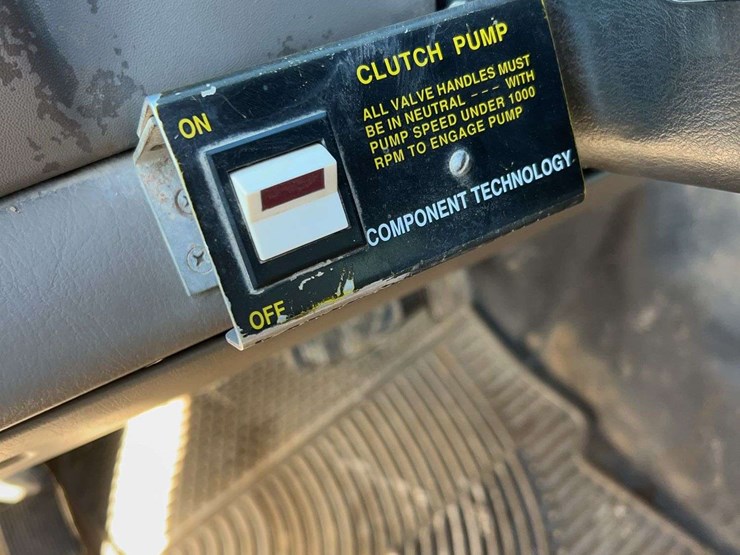 CLUTCH PUMP
ON
ALL VALVE HANDLES MUST
BE IN NEUTRAL --- WITH
PUMP SPEED UNDER 1000
RPM TO ENGAGE PUMP
COMPONENT TECHNOLOGY
OFF